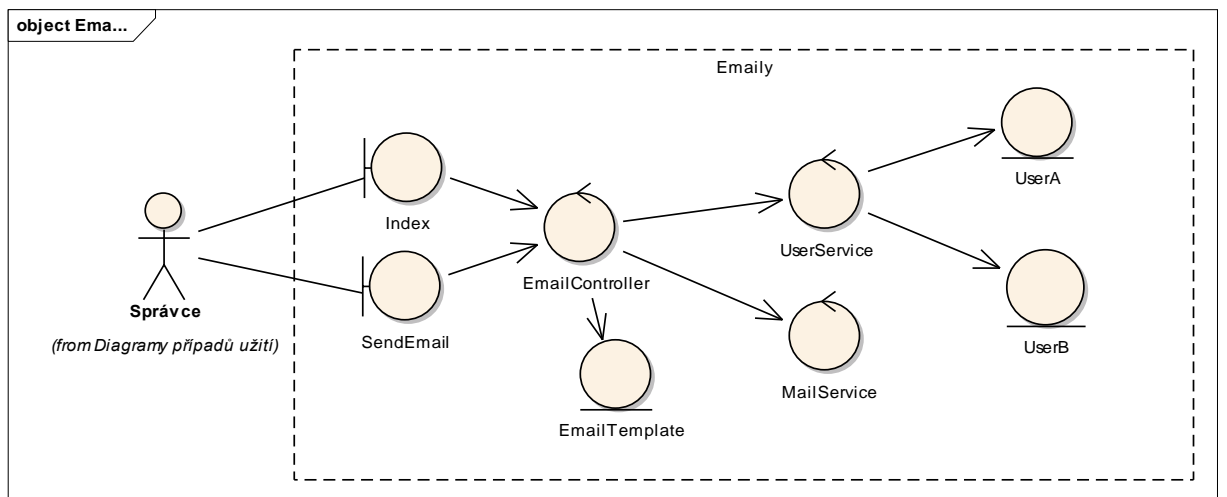 object Ema...
Emaily
UserA
Index
UserService
EmailController
Správce
(from Diagramy případů užití)
SendEmail
UserB
MailService
EmailTemplate